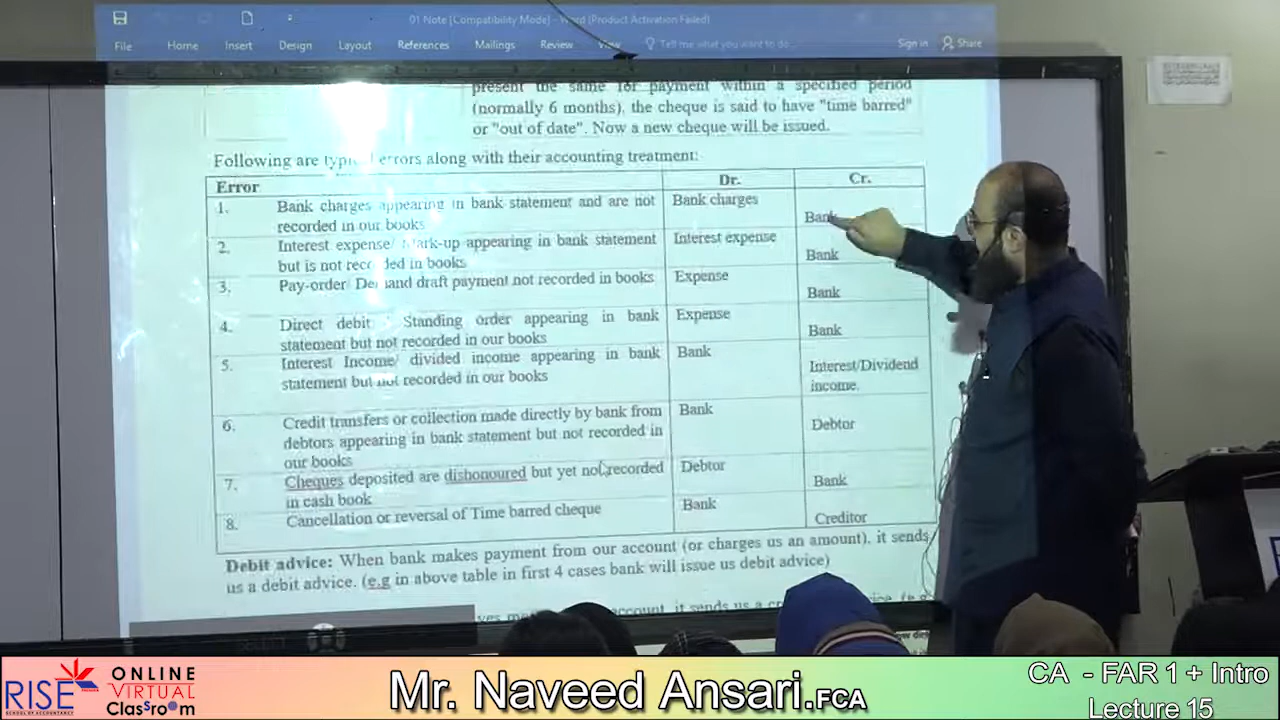 01 Note [Compatibility Mode] - Word (Product Activation Failed)
File Home Insert Design Layout References Mailings Review View Tell me what you want to do... Sign in Share
present the same for payment within a specified period
(normally 6 months), the cheque is said to have "time barred"
or "out of date". Now a new cheque will be issued.
Following are typical errors along with their accounting treatment:
Error Dr. Cr.
1. Bank charges appearing in bank statement and are not Bank charges
recorded in our books Bank
2. Interest expense/ Mark-up appearing in bank statement Interest expense
but is not recorded in books Bank
3. Pay-order/ Demand draft payment not recorded in books Expense
Bank
4. Direct debit / Standing order appearing in bank Expense
statement but not recorded in our books Bank
5. Interest Income/ divided income appearing in bank Bank
statement but not recorded in our books Interest/Dividend
income.
6. Credit transfers or collection made directly by bank from Bank
debtors appearing in bank statement but not recorded in Debtor
our books
7. Cheques deposited are dishonoured but yet not recorded Debtor
in cash book Bank
8. Cancellation or reversal of Time barred cheque Bank
Creditor
Debit advice: When bank makes payment from our account (or charges us an amount), it sends
us a debit advice. (e.g in above table in first 4 cases bank will issue us debit advice)
account, it sends us a
RISE
SCHOOL OF ACCOUNTANCY
ONLINE
VIRTUAL
Classroom
Mr. Naveed Ansari.FCA
CA - FAR 1 + Intro
Lecture 15